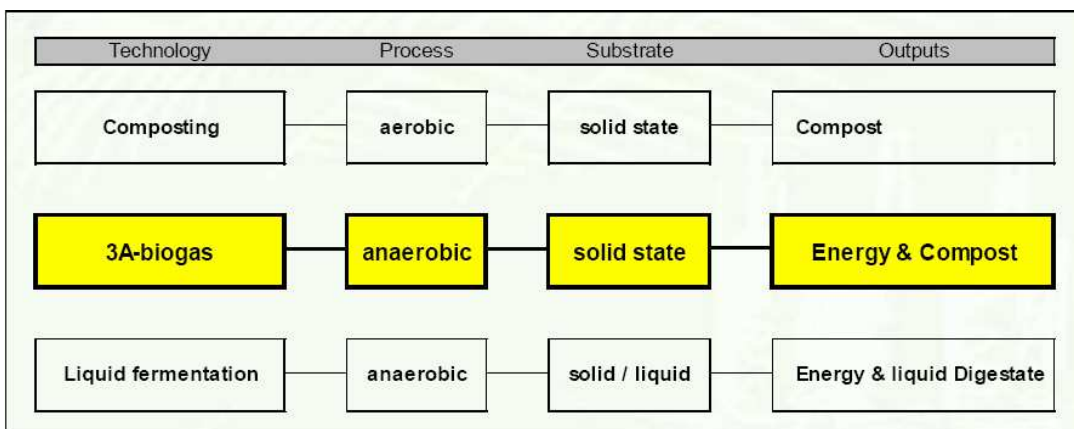 Technology Process Substrate Outputs
Composting aerobic solid state Compost
3A-biogas anaerobic solid state Energy & Compost
Liquid fermentation anaerobic solid / liquid Energy & liquid Digestate